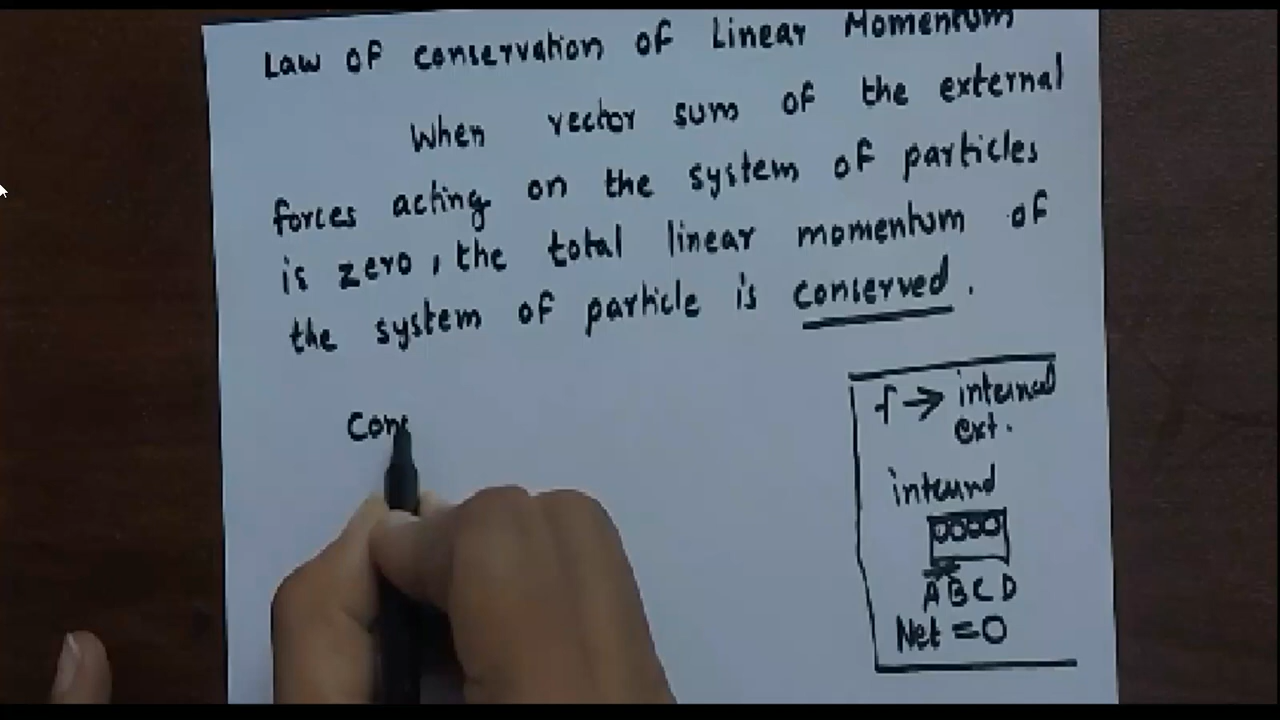 Law of conservation of Linear Momentum
When vector sum of the external
forces acting on the system of particles
is zero, the total linear momentum of
the system of particle is conserved.
Cons
f → internal
ext.
internal
A B C D
Net = 0